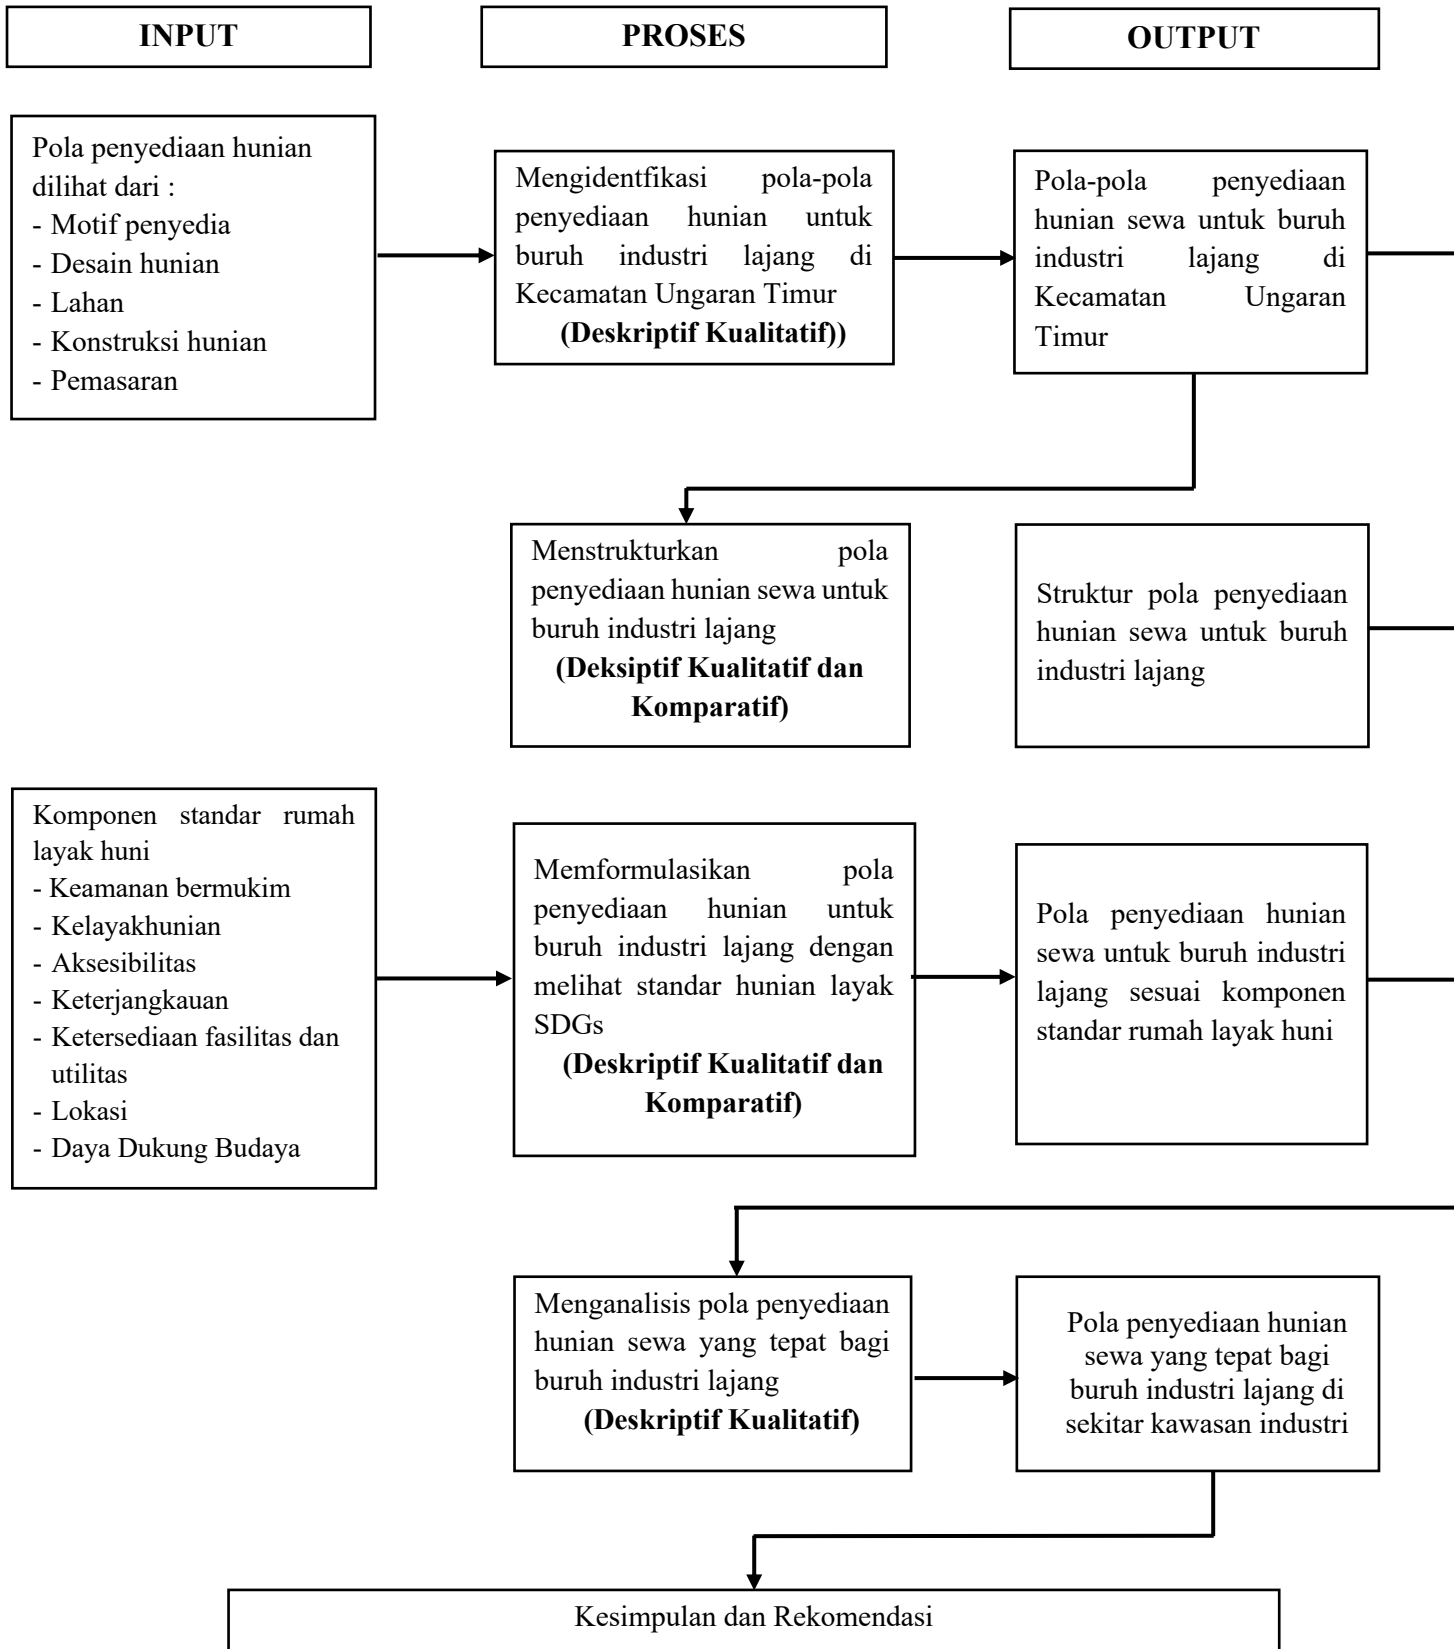 INPUT
PROSES
OUTPUT
Pola penyediaan hunian
dilihat dari :
- Motif penyedia
- Desain hunian
- Lahan
- Konstruksi hunian
- Pemasaran
Mengidentfikasi pola-pola
penyediaan hunian untuk
buruh industri lajang di
Kecamatan Ungaran Timur
(Deskriptif Kualitatif))
Pola-pola penyediaan
hunian sewa untuk buruh
industri lajang di
Kecamatan Ungaran
Timur
Menstrukturkan pola
penyediaan hunian sewa untuk
buruh industri lajang
(Deksiptif Kualitatif dan
Komparatif)
Struktur pola penyediaan
hunian sewa untuk buruh
industri lajang
Komponen standar rumah
layak huni
- Keamanan bermukim
- Kelayakhunian
- Aksesibilitas
- Keterjangkauan
- Ketersediaan fasilitas dan
utilitas
- Lokasi
- Daya Dukung Budaya
Memformulasikan pola
penyediaan hunian untuk
buruh industri lajang dengan
melihat standar hunian layak
SDGs
(Deskriptif Kualitatif dan
Komparatif)
Pola penyediaan hunian
sewa untuk buruh industri
lajang sesuai komponen
standar rumah layak huni
Menganalisis pola penyediaan
hunian sewa yang tepat bagi
buruh industri lajang
(Deskriptif Kualitatif)
Pola penyediaan hunian
sewa yang tepat bagi
buruh industri lajang di
sekitar kawasan industri
Kesimpulan dan Rekomendasi